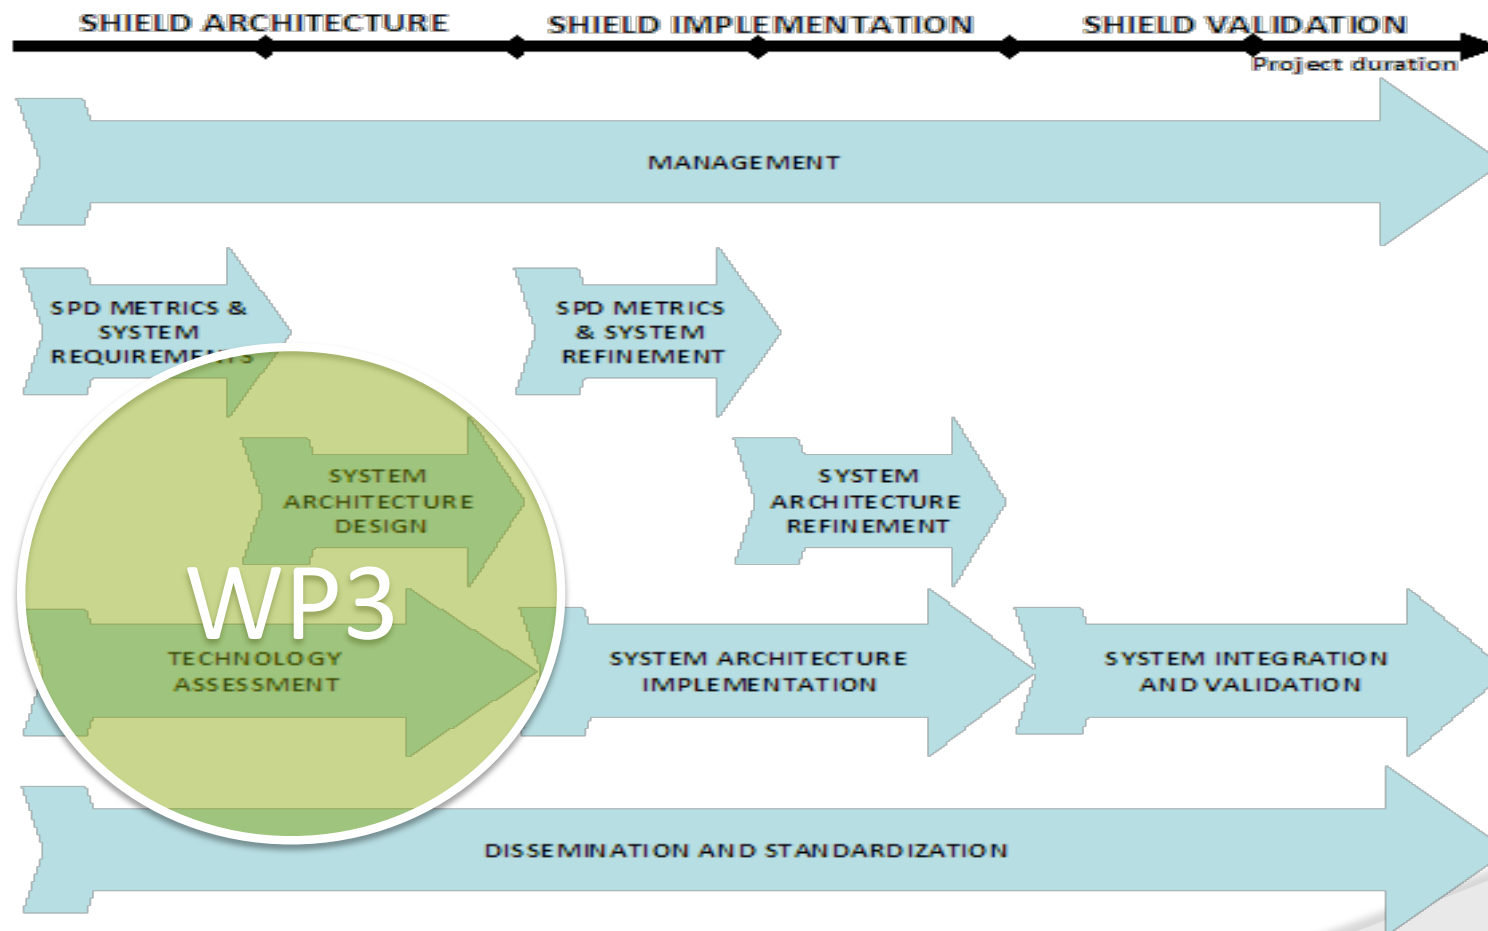 SHIELD ARCHITECTURE
SHIELD IMPLEMENTATION
SHIELD VALIDATION
Project duration
MANAGEMENT
SPD METRICS &
SYSTEM
REQUIREMENTS
SPD METRICS
& SYSTEM
REFINEMENT
SYSTEM
ARCHITECTURE
DESIGN
SYSTEM
ARCHITECTURE
REFINEMENT
WP3
TECHNOLOGY
ASSESSMENT
SYSTEM ARCHITECTURE
IMPLEMENTATION
SYSTEM INTEGRATION
AND VALIDATION
DISSEMINATION AND STANDARDIZATION